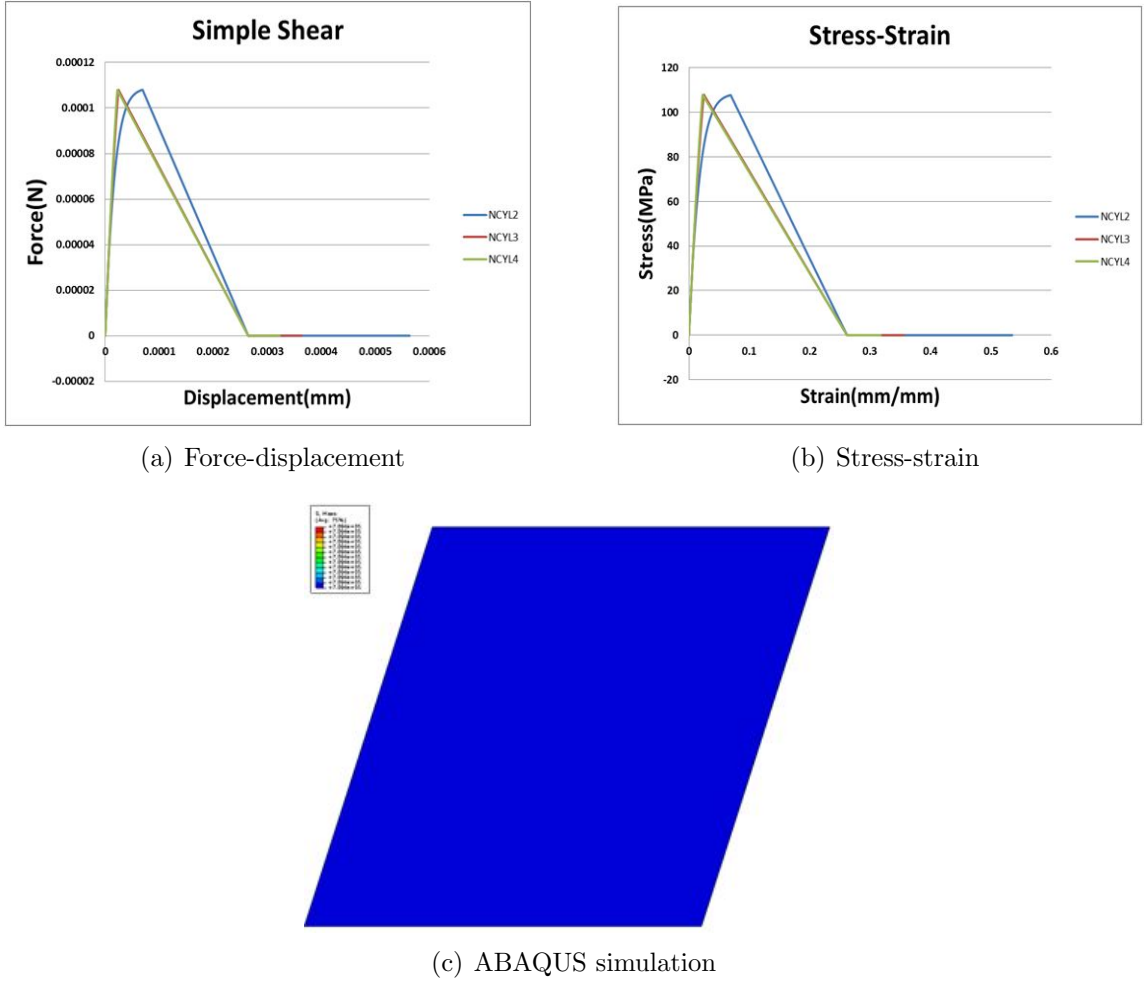 Simple Shear
Force(N)
0.00012
0.0001
0.00008
0.00006
0.00004
0.00002
0
-0.00002
0 0.0001 0.0002 0.0003 0.0004 0.0005 0.0006
Displacement(mm)
NCYL2
NCYL3
NCYL4
(a) Force-displacement
Stress-Strain
Stress(MPa)
120
100
80
60
40
20
0
-20
0 0.1 0.2 0.3 0.4 0.5 0.6
Strain(mm/mm)
NCYL2
NCYL3
NCYL4
(b) Stress-strain
S, Mises
(Avg: 75%)
(c) ABAQUS simulation